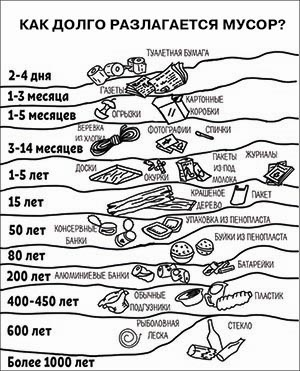 КАК ДОЛГО РАЗЛАГАЕТСЯ МУСОР?
ТУАЛЕТНАЯ БУМАГА
2-4 дня
ГАЗЕТЫ
1-3 месяца
КАРТОННЫЕ
КОРОБКИ
1-5 месяцев
ОГРЫЗКИ
ВЕРЕВКА
ИЗ ХЛОПКА
ФОТОГРАФИИ
СПИЧКИ
3-14 месяцев
ДОСКИ
ОКУРКИ
ПАКЕТЫ
ИЗ ПОД
МОЛОКА
ЖУРНАЛЫ
1-5 лет
КРАШЕНОЕ
ДЕРЕВО
ПАКЕТ
15 лет
УПАКОВКА ИЗ ПЕНОПЛАСТА
50 лет
КОНСЕРВНЫЕ
БАНКИ
БУЙКИ ИЗ ПЕНОПЛАСТА
80 лет
БАТАРЕЙКИ
200 лет
АЛЮМИНИЕВЫЕ БАНКИ
400-450 лет
ОБЫЧНЫЕ
ПОДГУЗНИКИ
ПЛАСТИК
600 лет
РЫБОЛОВНАЯ
ЛЕСКА
СТЕКЛО
Более 1000 лет